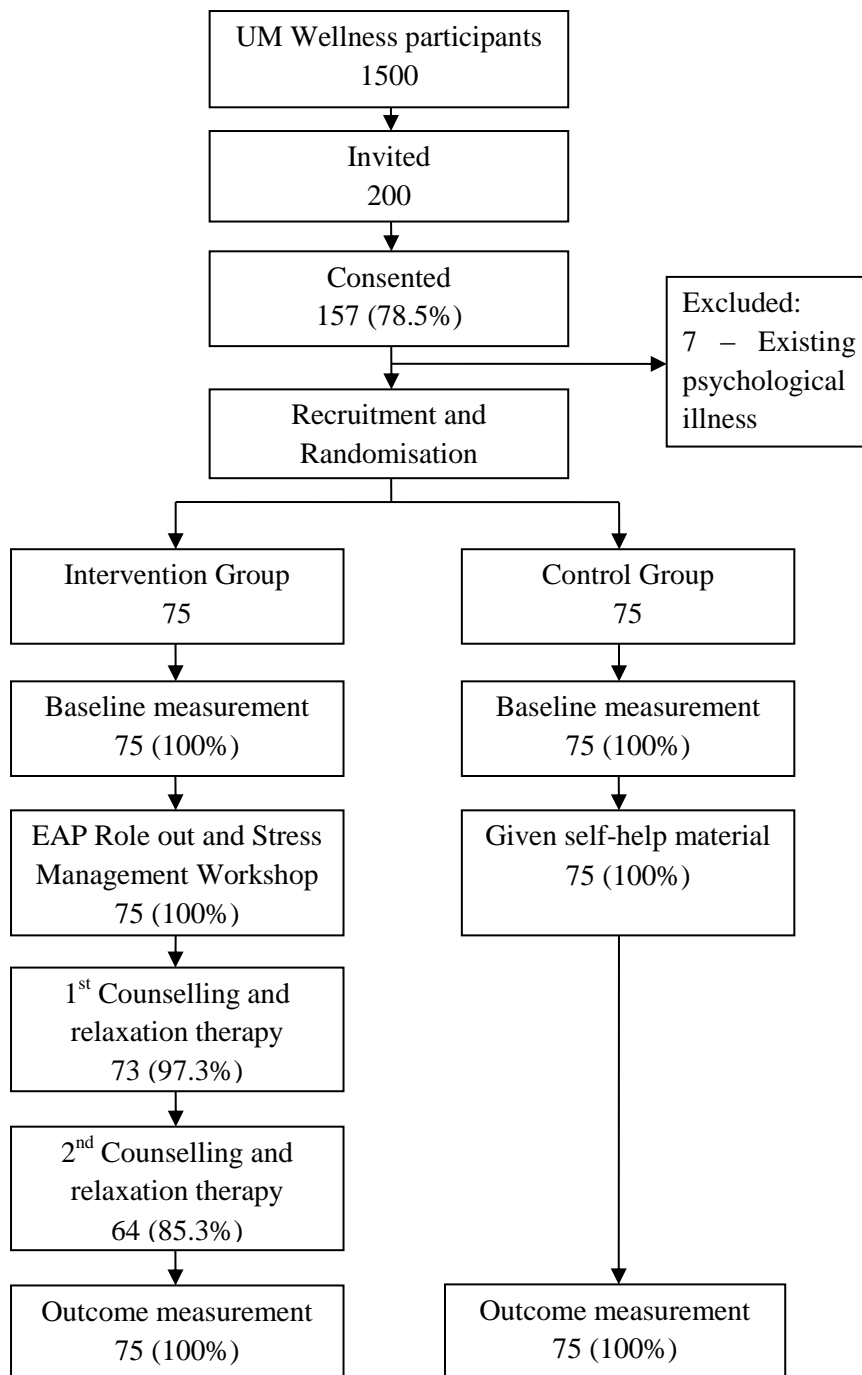 UM Wellness participants
1500
Invited
200
Consented
157 (78.5%)
Excluded:
7 – Existing
psychological
illness
Recruitment and
Randomisation
Intervention Group
75
Control Group
75
Baseline measurement
75 (100%)
Baseline measurement
75 (100%)
EAP Role out and Stress
Management Workshop
75 (100%)
Given self-help material
75 (100%)
1st Counselling and
relaxation therapy
73 (97.3%)
2nd Counselling and
relaxation therapy
64 (85.3%)
Outcome measurement
75 (100%)
Outcome measurement
75 (100%)